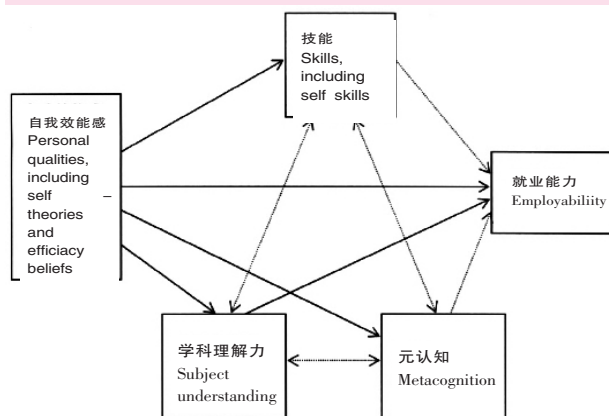 技能
Skills,
including
self skills
自我效能感
Personal
qualities,
including
self –
theories
and
efficiacy
beliefs
就业能力
Employabiliity
学科理解力
Subject
understanding
元认知
Metacognition